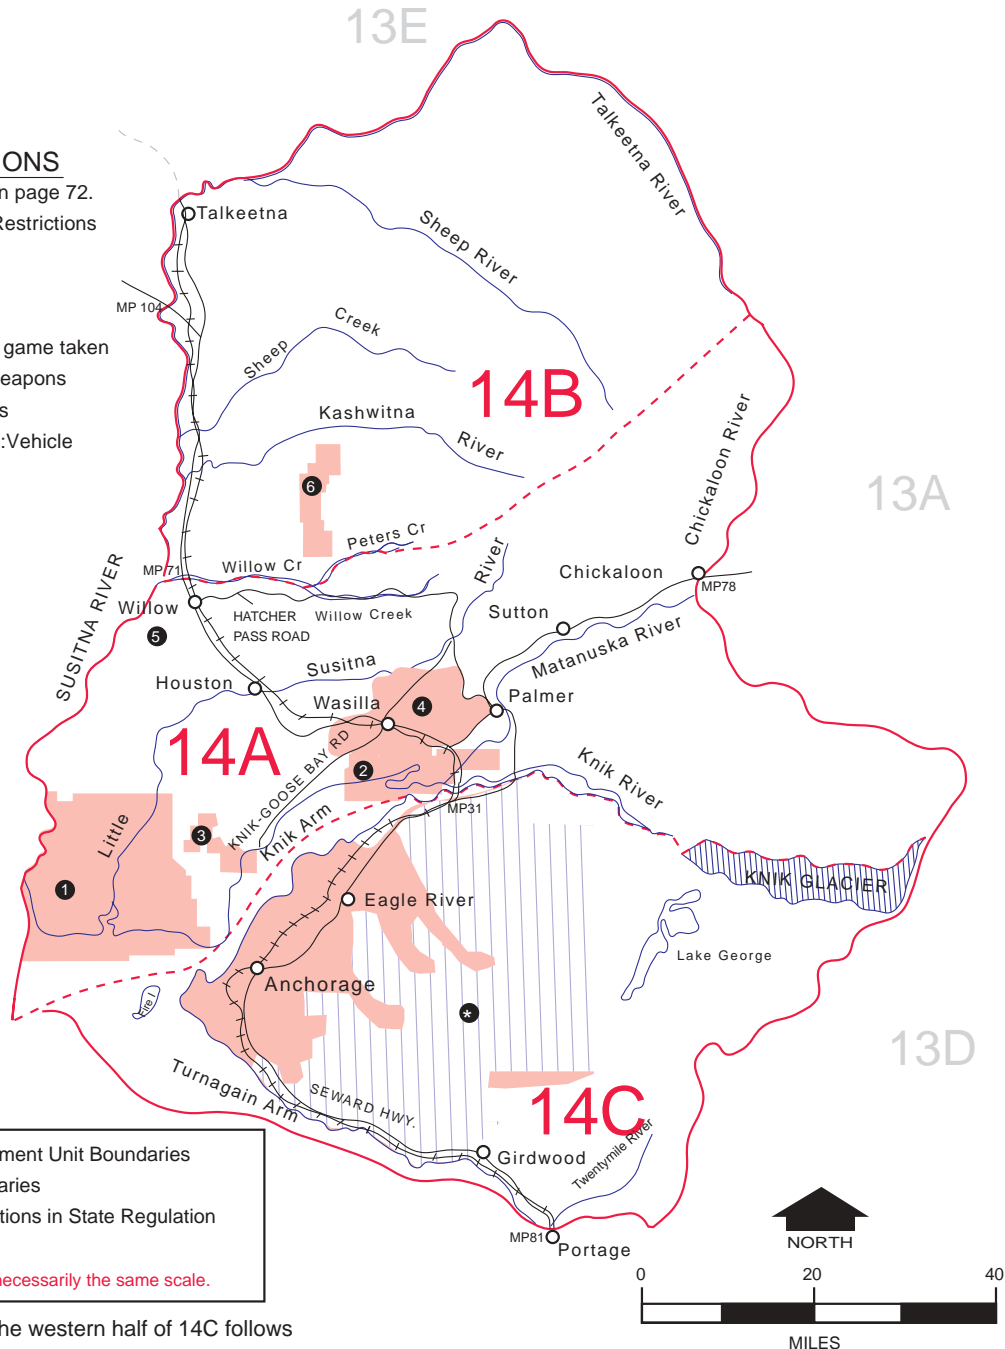 13E
Talkeetna River
IONS
n page 72.
Restrictions
Talkeetna
Sheep River
MP 104
game taken
eapons
s
:Vehicle
Sheep Creek
14B
Kashwitna River
Chickaloon River
13A
6
Peters Cr
Willow Cr
River
MP 71
Chickaloon
MP78
SUSITNA RIVER
Willow
HATCHER
PASS ROAD
Willow Creek
Sutton
5
Matanuska River
Susitna
Houston
Wasilla
4
Palmer
14A
KNIK-GOOSE BAY RD
2
Knik River
MP31
Knik Arm
Little
3
1
KNIK GLACIER
Eagle River
Lake George
Anchorage
Fire I
*
13D
Turnagain Arm
SEWARD HWY.
14C
Twentymile River
Girdwood
ment Unit Boundaries
aries
tions in State Regulation
necessarily the same scale.
MP81
Portage
NORTH
0 20 40
MILES
he western half of 14C follows